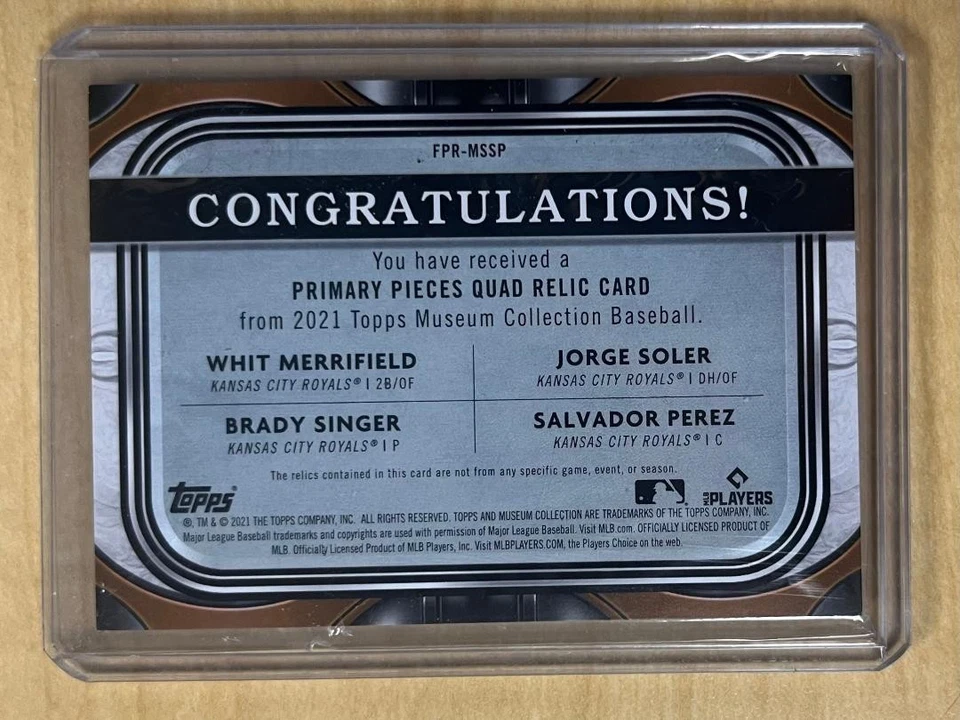 FPR-MSSP
CONGRATULATIONS!
You have received a
PRIMARY PIECES QUAD RELIC CARD
from 2021 Topps Museum Collection Baseball.
WHIT MERRIFIELD
KANSAS CITY ROYALS® | 2B/OF
JORGE SOLER
KANSAS CITY ROYALS® | DH/OF
BRADY SINGER
KANSAS CITY ROYALS® | P
SALVADOR PEREZ
KANSAS CITY ROYALS® | C
The relics contained in this card are not from any specific game, event, or season.
Topps®
MLB PLAYERS
®, TM & © 2021 THE TOPPS COMPANY, INC. ALL RIGHTS RESERVED. TOPPS AND MUSEUM COLLECTION ARE TRADEMARKS OF THE TOPPS COMPANY, INC.
Major League Baseball trademarks and copyrights are used with permission of Major League Baseball. Visit MLB.com. OFFICIALLY LICENSED PRODUCT OF
MLB. Officially Licensed Product of MLB Players, Inc. Visit MLBPLAYERS.COM, the Players Choice on the web.